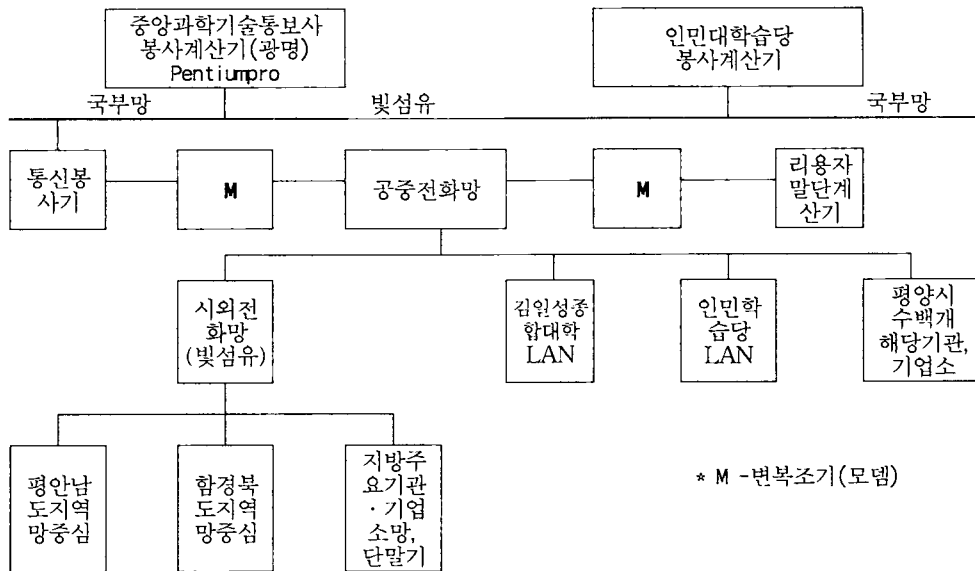 중앙과학기술통보사
봉사계산기(광명)
Pentiumpro
인민대학습당
봉사계산기
국부망
빛섬유
국부망
통신봉
사기
M
공중전화망
M
리용자
말단계
산기
시외전
화망
(빛섬유)
김일성종
합대학
LAN
인민학
습당
LAN
평양시
수백개
해당기관,
기업소
평안남
도지역
망중심
함경북
도지역
망중심
지방주
요기관
·기업
소망,
단말기
* M -변복조기(모뎀)